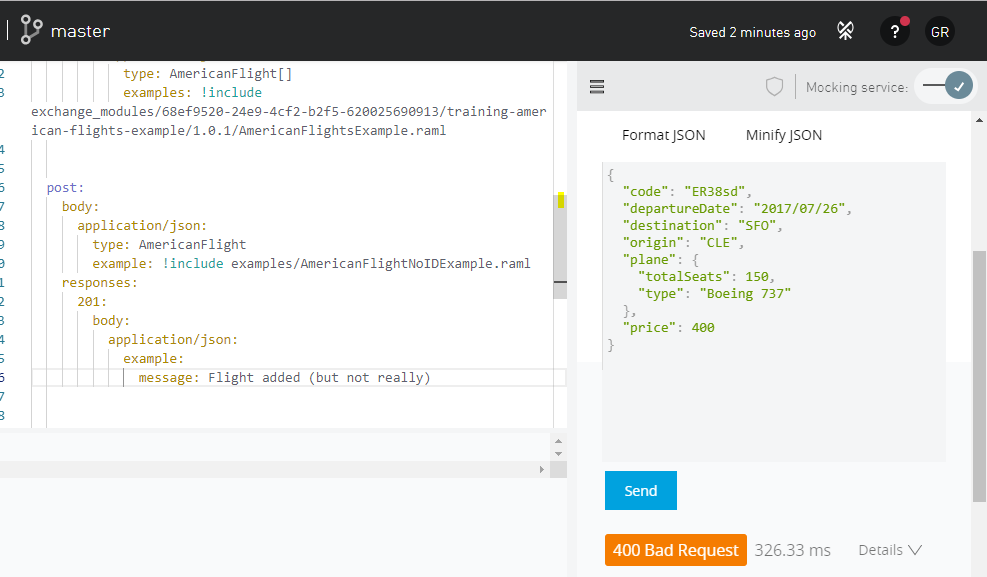 master
Saved 2 minutes ago
?
GR
2
type: AmericanFlight[]
3
examples: !include
exchange_modules/68ef9520-24e9-4cf2-b2f5-620025690913/training-amer
ican-flights-example/1.0.1/AmericanFlightsExample.raml
4
5
6
post:
7
body:
8
application/json:
9
type: AmericanFlight
0
example: !include examples/AmericanFlightNoIDExample.raml
1
responses:
2
201:
3
body:
4
application/json:
5
example:
6
message: Flight added (but not really)
7
8
Mocking service:
Format JSON
Minify JSON
{
"code": "ER38sd",
"departureDate": "2017/07/26",
"destination": "SFO",
"origin": "CLE",
"plane": {
"totalSeats": 150,
"type": "Boeing 737"
},
"price": 400
}
Send
400 Bad Request
326.33 ms
Details